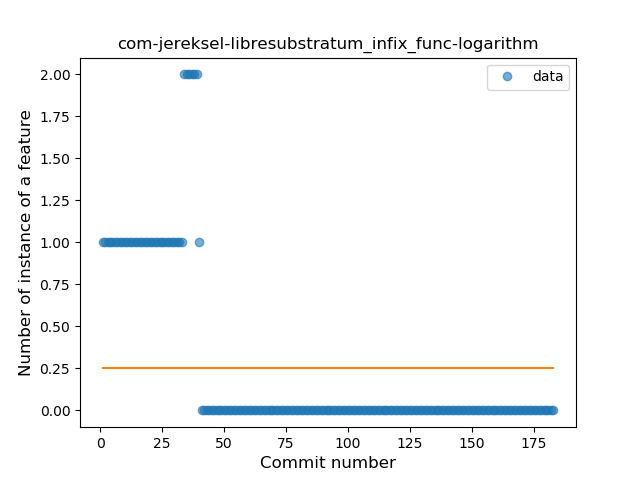 com-jereksel-libresubstratum_infix_func-logarithm
data
Number of instance of a feature
2.00
1.75
1.50
1.25
1.00
0.75
0.50
0.25
0.00
0 25 50 75 100 125 150 175
Commit number